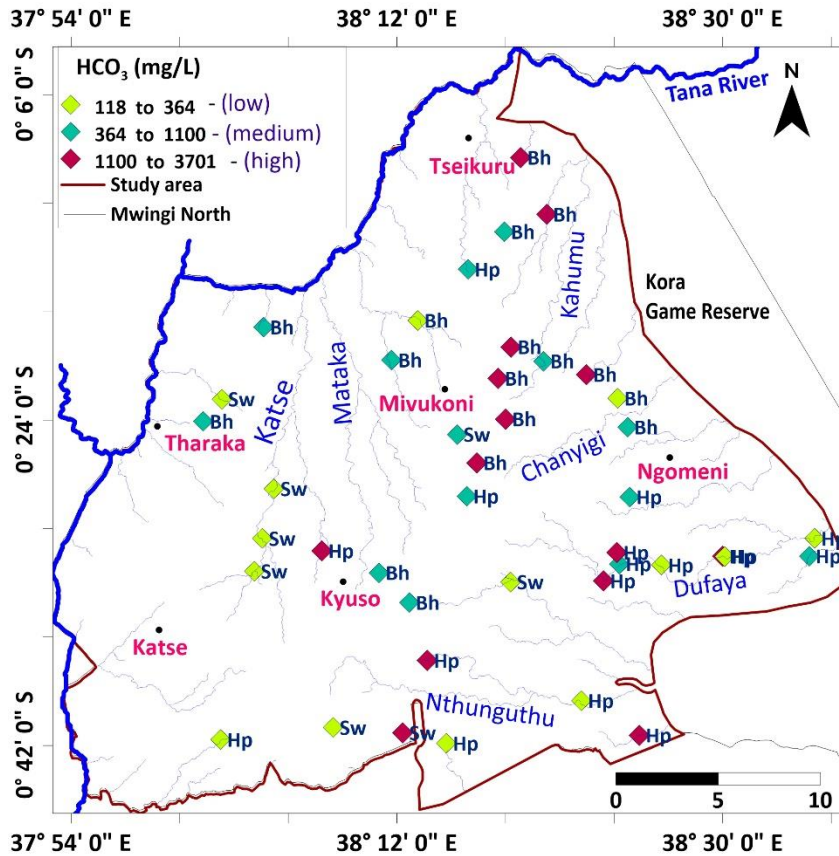 37° 54' 0" E
38° 12' 0" E
38° 30' 0" E
HCO₃ (mg/L)
118 to 364 - (low)
364 to 1100 - (medium)
1100 to 3701 - (high)
Study area
Mwingi North
0° 6' 0" S
Tana River
N
Tseikuru
Bh
Bh
Bh
Kahumu
Hp
Kora
Game Reserve
Bh
Bh
Bh
Bh
Bh
Bh
Bh
Katse
Mataka
Mivukoni
Sw
Bh
Bh
Tharaka
Bh
0° 24' 0" S
Bh
Bh
Sw
Chanyigi
Bh
Ngomeni
Sw
Hp
Hp
Sw
Hp
Hp
Hp
Hp
Hp
Hp
Hp
Sw
Bh
Kyuso
Sw
Hp
Dufaya
Bh
Katse
Hp
Nthunguthu
Hp
0° 42' 0" S
Hp
Sw
Sw
Hp
Hp
0
5
10
37° 54' 0" E
38° 12' 0" E
38° 30' 0" E